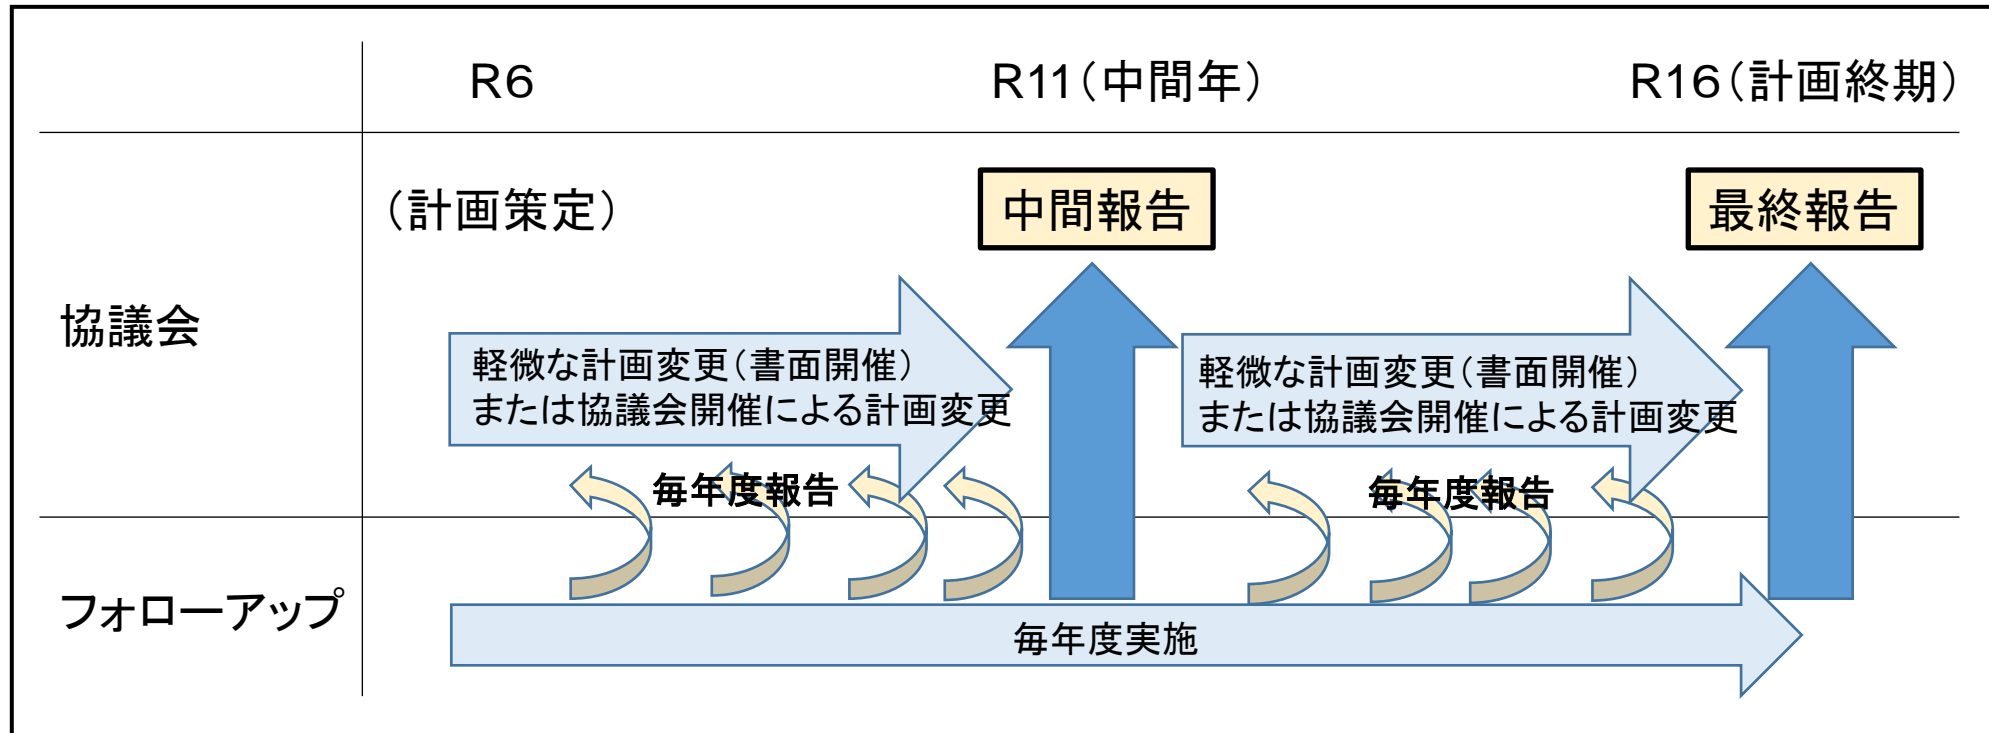 R6
R11(中間年)
R16(計画終期)
協議会
(計画策定)
中間報告
最終報告
軽微な計画変更(書面開催)
または協議会開催による計画変更
軽微な計画変更(書面開催)
または協議会開催による計画変更
毎年度報告
毎年度報告
フォローアップ
毎年度実施